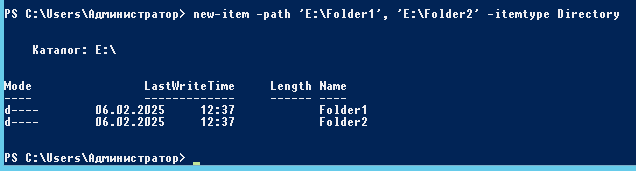 PS C:\Users\Администратор> new-item -path 'E:\Folder1', 'E:\Folder2' -itemtype Directory
Каталог: E:\
Mode LastWriteTime Length Name
---- ------------- ------ ----
d---- 06.02.2025 12:37 Folder1
d---- 06.02.2025 12:37 Folder2
PS C:\Users\Администратор> _